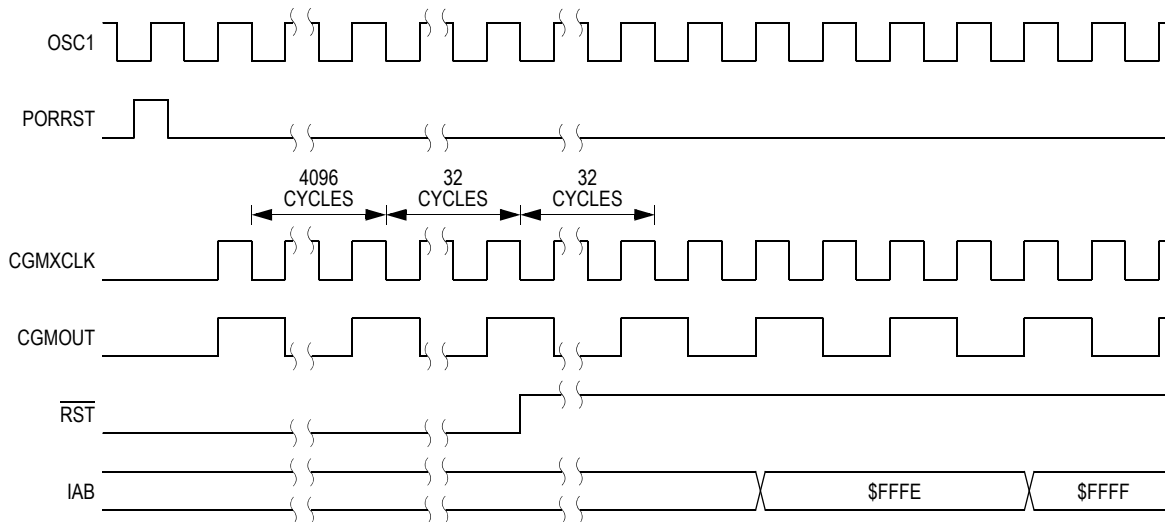 OSC1
PORRST
4096
CYCLES
32
CYCLES
32
CYCLES
CGMXCLK
CGMOUT
RST
IAB
$FFFE
$FFFF